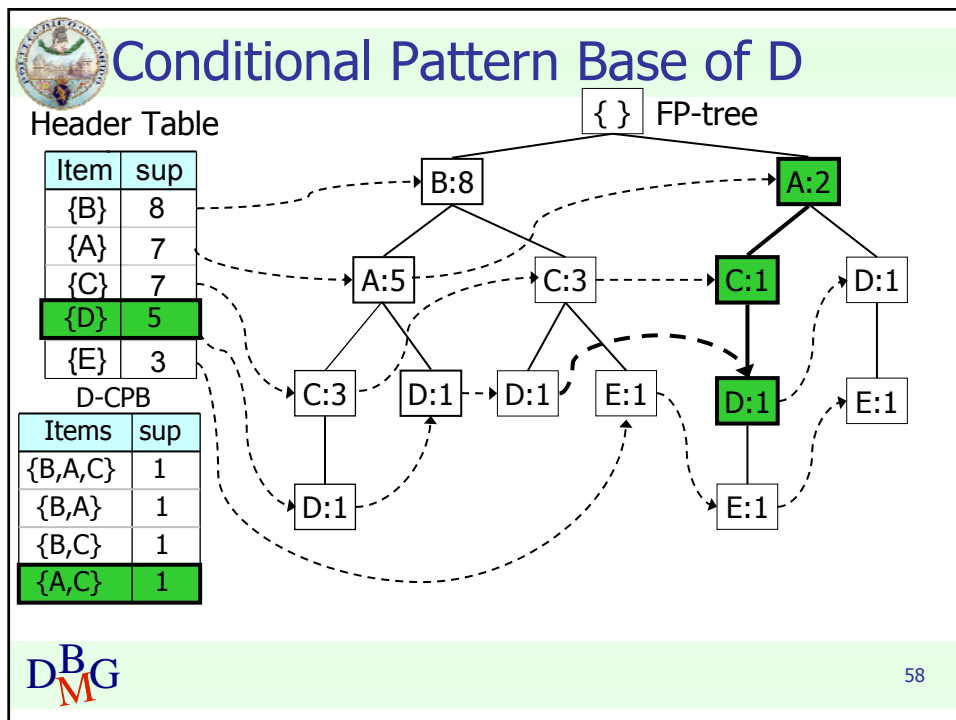 Conditional Pattern Base of D
Header Table
{ } FP-tree
Item sup
{B} 8
{A} 7
{C} 7
{D} 5
{E} 3
B:8 A:2
A:5 C:3 C:1 D:1
C:3 D:1 D:1 E:1 D:1 E:1
D:1 E:1
D-CPB
Items sup
{B,A,C} 1
{B,A} 1
{B,C} 1
{A,C} 1
DBMG
58